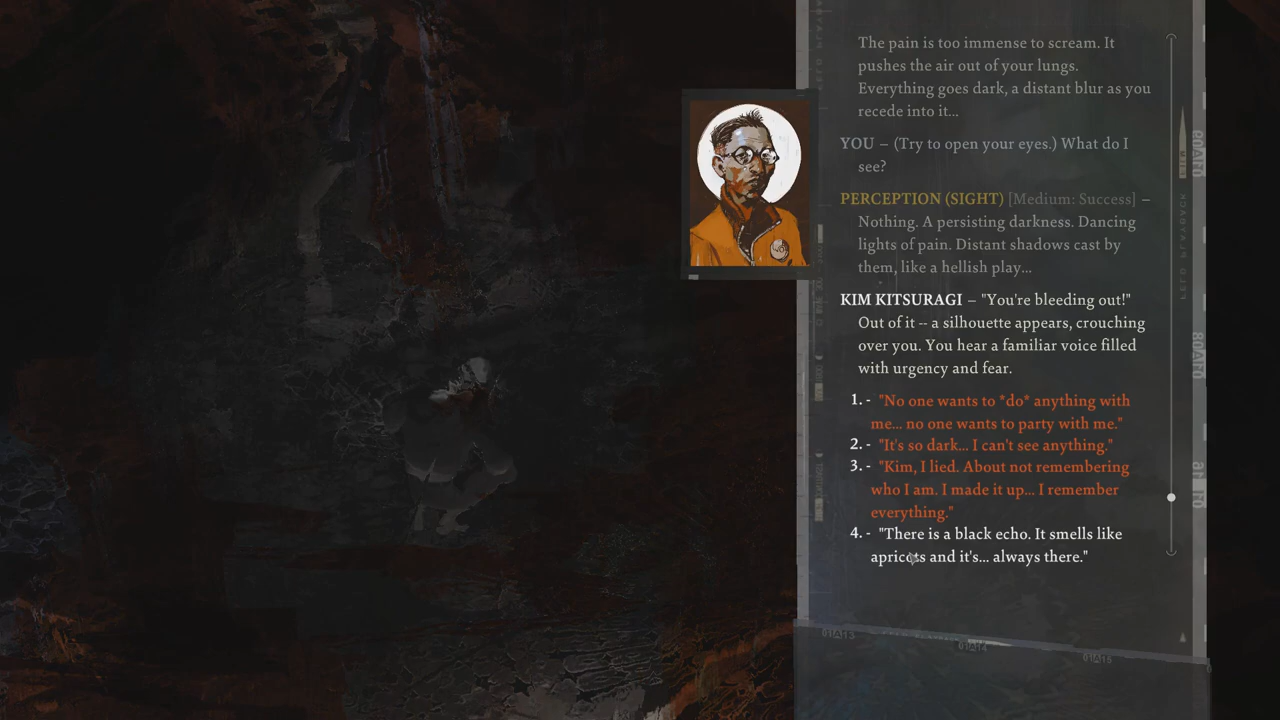 The pain is too immense to scream. It
pushes the air out of your lungs.
Everything goes dark, a distant blur as you
recede into it...
YOU – (Try to open your eyes.) What do I
see?
PERCEPTION (SIGHT) [Medium: Success] –
Nothing. A persisting darkness. Dancing
lights of pain. Distant shadows cast by
them, like a hellish play...
KIM KITSURAGI – "You're bleeding out!"
Out of it -- a silhouette appears, crouching
over you. You hear a familiar voice filled
with urgency and fear.
1. - "No one wants to *do* anything with
me... no one wants to party with me."
2. - "It's so dark... I can't see anything."
3. - "Kim, I lied. About not remembering
who I am. I made it up... I remember
everything."
4. - "There is a black echo. It smells like
apricots and it's... always there."
01A13
01A14
01A15